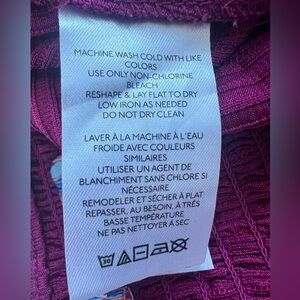 MACHINE WASH COLD WITH LIKE
COLORS
USE ONLY NON-CHLORINE
BLEACH
RESHAPE & LAY FLAT TO DRY
LOW IRON AS NEEDED
DO NOT DRY CLEAN
LAVER À LA MACHINE À L'EAU
FROIDE AVEC COULEURS
SIMILAIRES
UTILISER UN AGENT DE
BLANCHIMENT SANS CHLORE SI
NÉCESSAIRE
REMODELER ET SÉCHER À PLAT
REPASSER, AU BESOIN, À TRÈS
BASSE TEMPÉRATURE
NE PAS NETTOYER À SEC
30